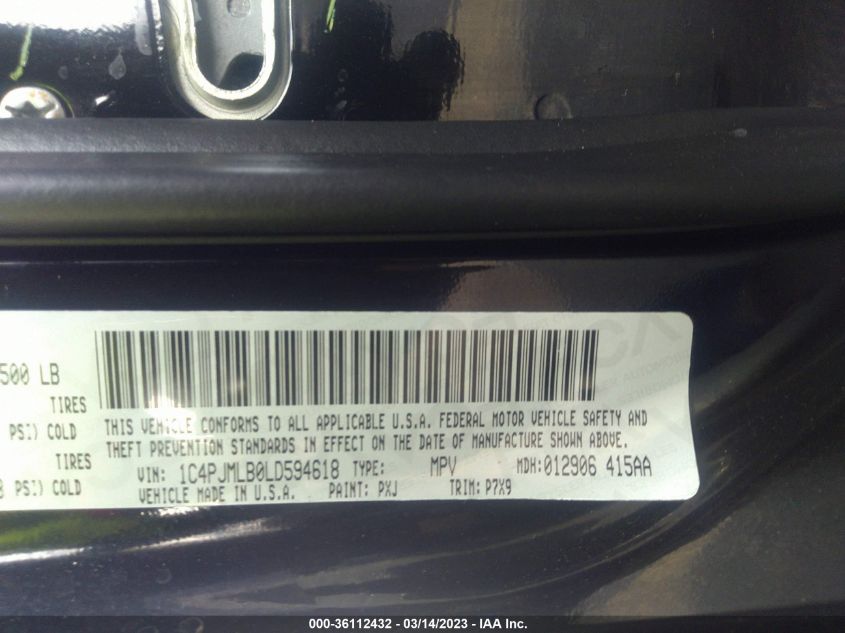 500 LB
TIRES
PSI) COLD
TIRES
PSI) COLD
THIS VEHICLE CONFORMS TO ALL APPLICABLE U.S.A. FEDERAL MOTOR VEHICLE SAFETY AND
THEFT PREVENTION STANDARDS IN EFFECT ON THE DATE OF MANUFACTURE SHOWN ABOVE.
VIN: 1C4PJMLB0LD594618 TYPE: MPV MDH:012906 415AA
VEHICLE MADE IN U.S.A. PAINT: PXJ TRIM: P7X9
000-36112432 - 03/14/2023 - IAA Inc.